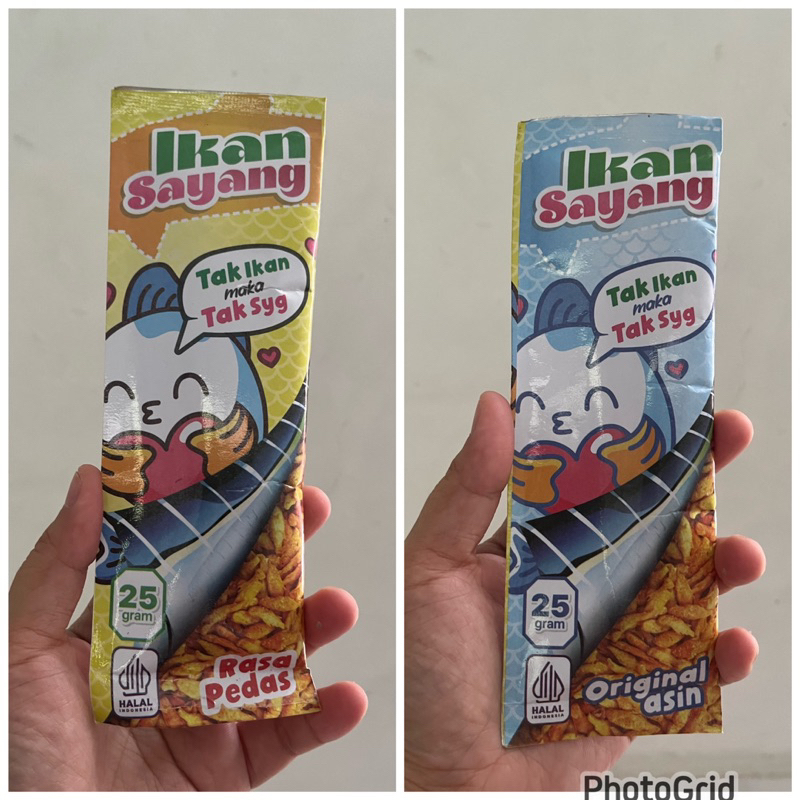 Ikan
Sayang
Tak Ikan
maka
Tak Syg
25
gram
HALAL
INDONESIA
Rasa
Pedas
Ikan
Sayang
Tak Ikan
maka
Tak Syg
25
gram
HALAL
INDONESIA
Original
asin
PhotoGrid